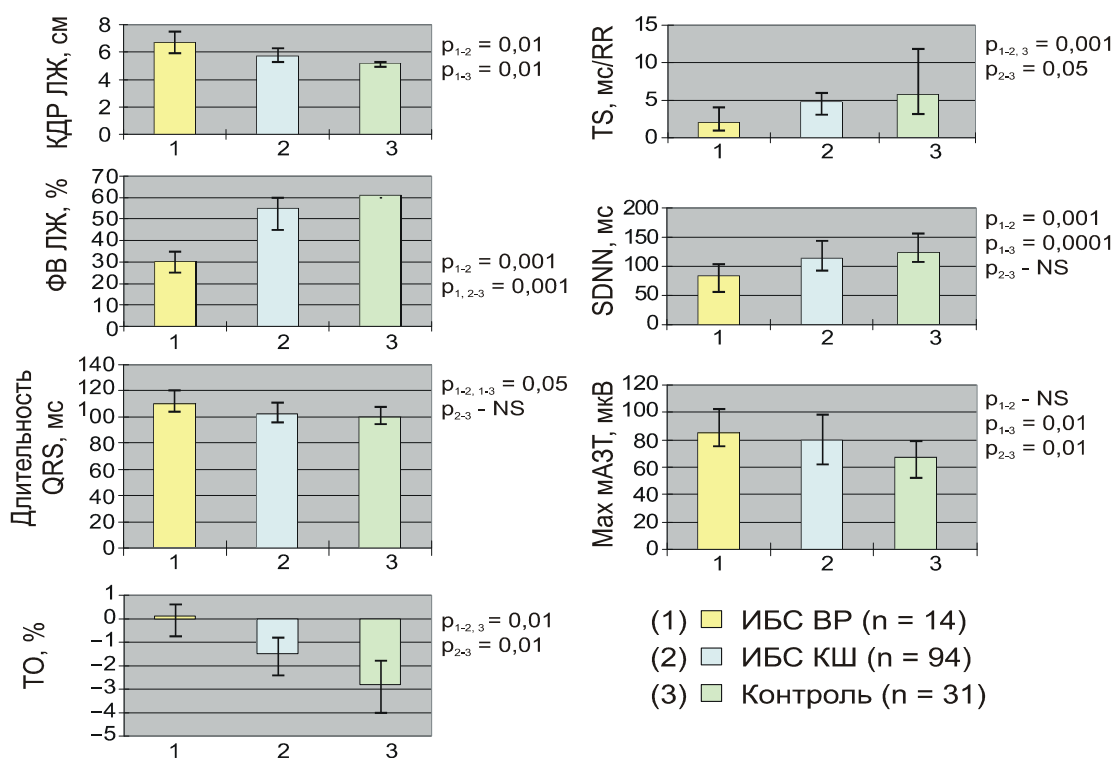 КДР ЛЖ, см
8
6
4
2
0
1 2 3
p1-2 = 0,01
p1-3 = 0,01
ФВ ЛЖ, %
70
60
50
40
30
20
10
0
1 2 3
p1-2 = 0,001
p1, 2-3 = 0,001
Длительность
QRS, мс
140
120
100
80
60
40
20
0
1 2 3
p1-2, 1-3 = 0,05
p2-3 - NS
ТО, %
1
0
−1
−2
−3
−4
−5
1 2 3
p1-2, 3 = 0,01
p2-3 = 0,01
TS, мс/RR
15
10
5
0
1 2 3
p1-2, 3 = 0,001
p2-3 = 0,05
SDNN, мс
200
150
100
50
0
1 2 3
p1-2 = 0,001
p1-3 = 0,0001
p2-3 - NS
Max мАЗТ, мкВ
120
100
80
60
40
20
0
1 2 3
p1-2 - NS
p1-3 = 0,01
p2-3 = 0,01
(1) ИБС ВР (n = 14)
(2) ИБС КШ (n = 94)
(3) Контроль (n = 31)